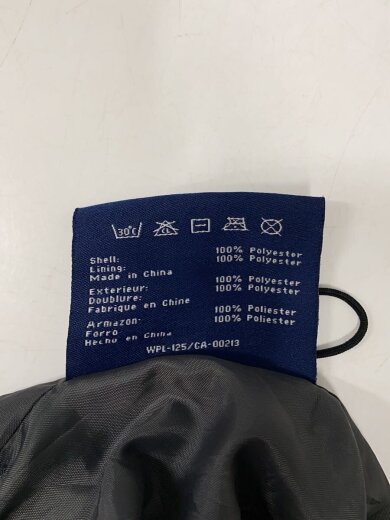 30°C CL
Shell: 100% Polyester
Lining: 100% Polyester
Made in China
Exterieur: 100% Polyester
Doublure: 100% Polyester
Fabrique en Chine
Armazon: 100% Poliester
Forro 100% Poliester
Hecho en China
WPL-125/CA-00213